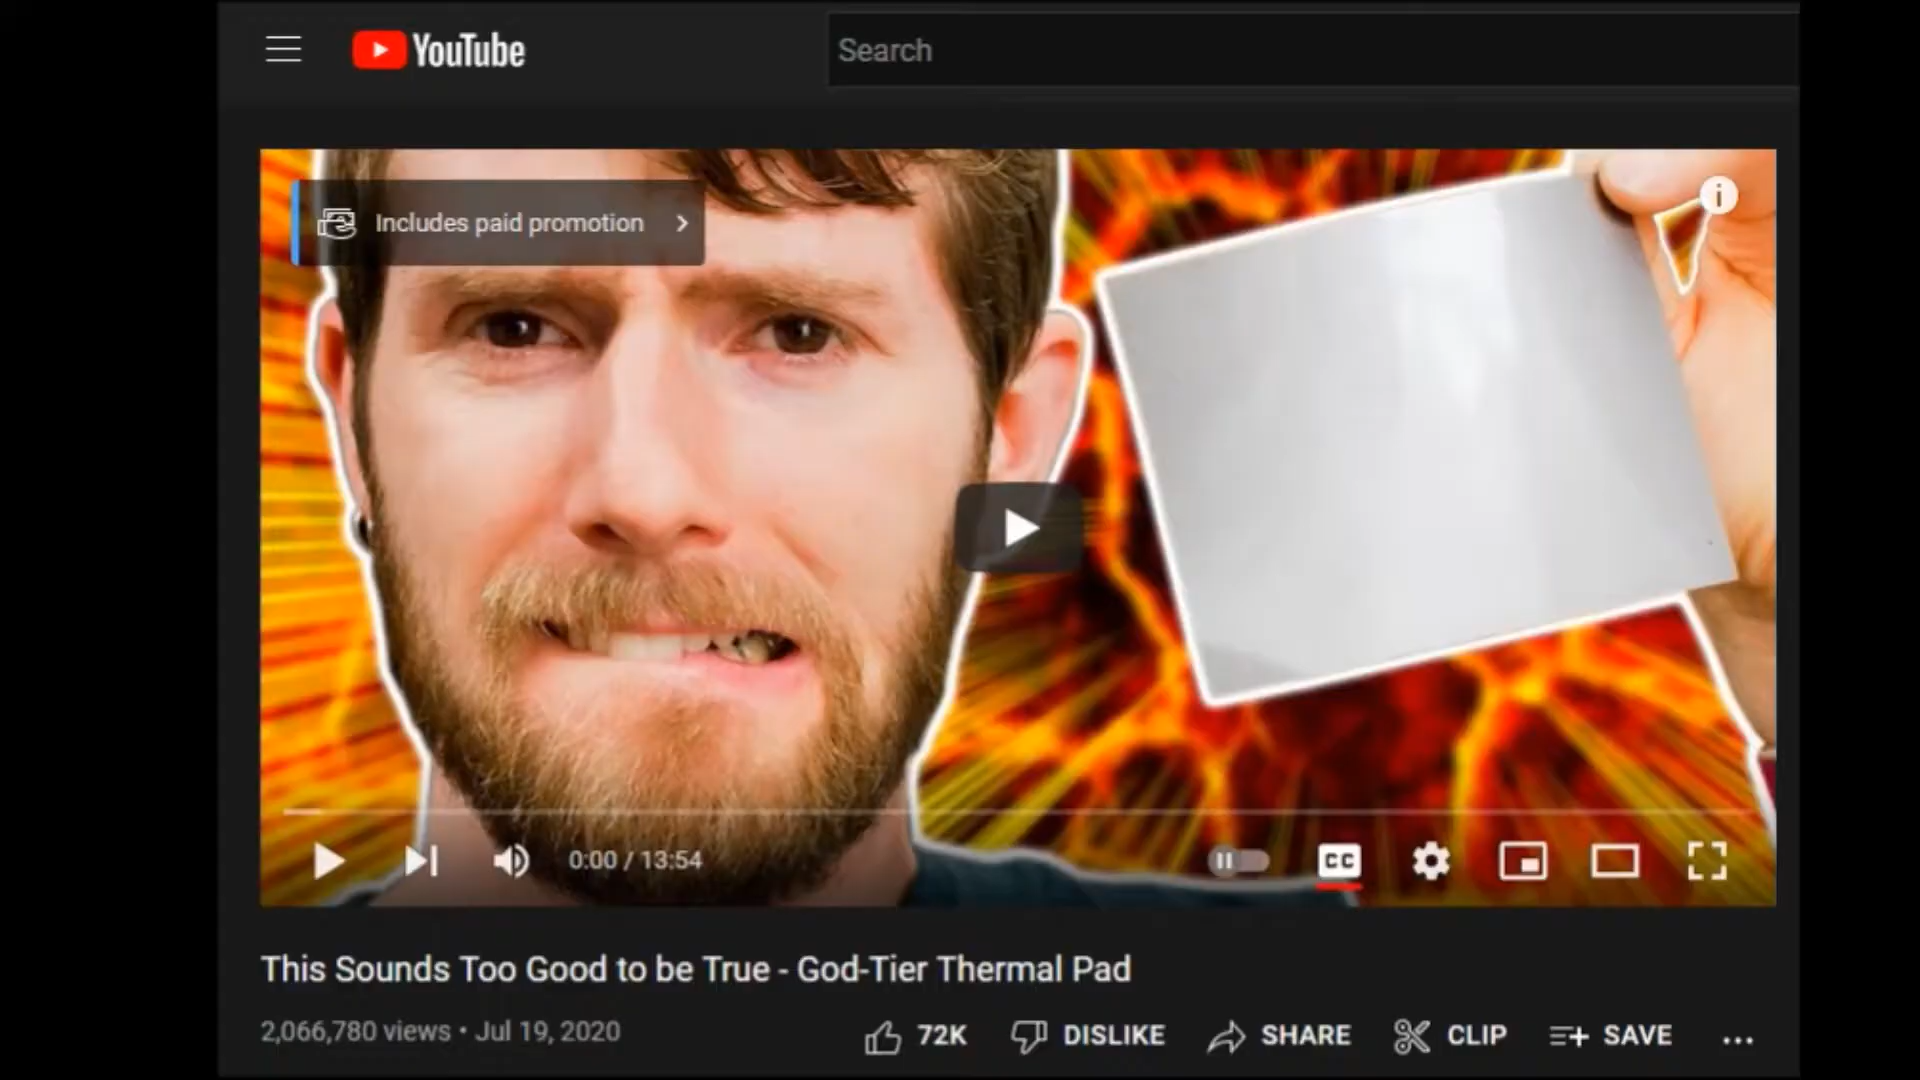 YouTube
Search
Includes paid promotion
0:00 / 13:54
CC
This Sounds Too Good to be True - God-Tier Thermal Pad
2,066,780 views • Jul 19, 2020
72K
DISLIKE
SHARE
CLIP
SAVE